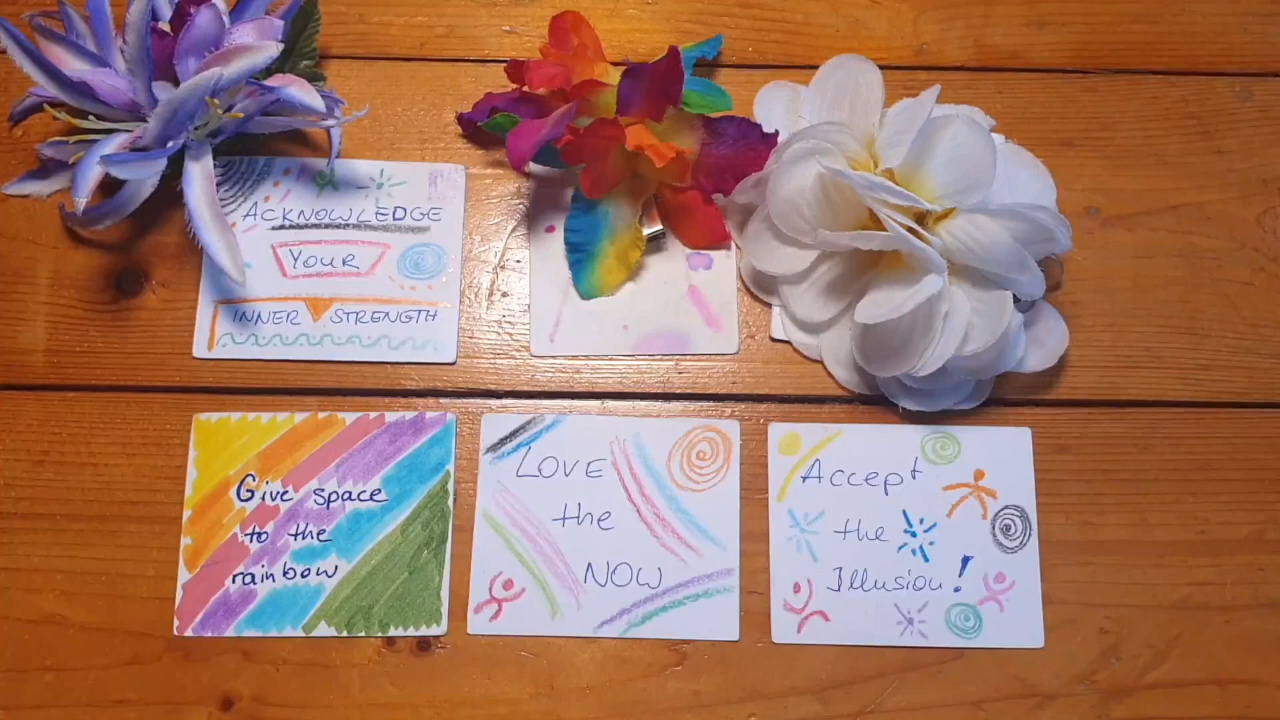 ACKNOWLEDGE
YOUR
INNER STRENGTH
Give space
to the
rainbow
LOVE
the
NOW
Accept
the
Illusion!